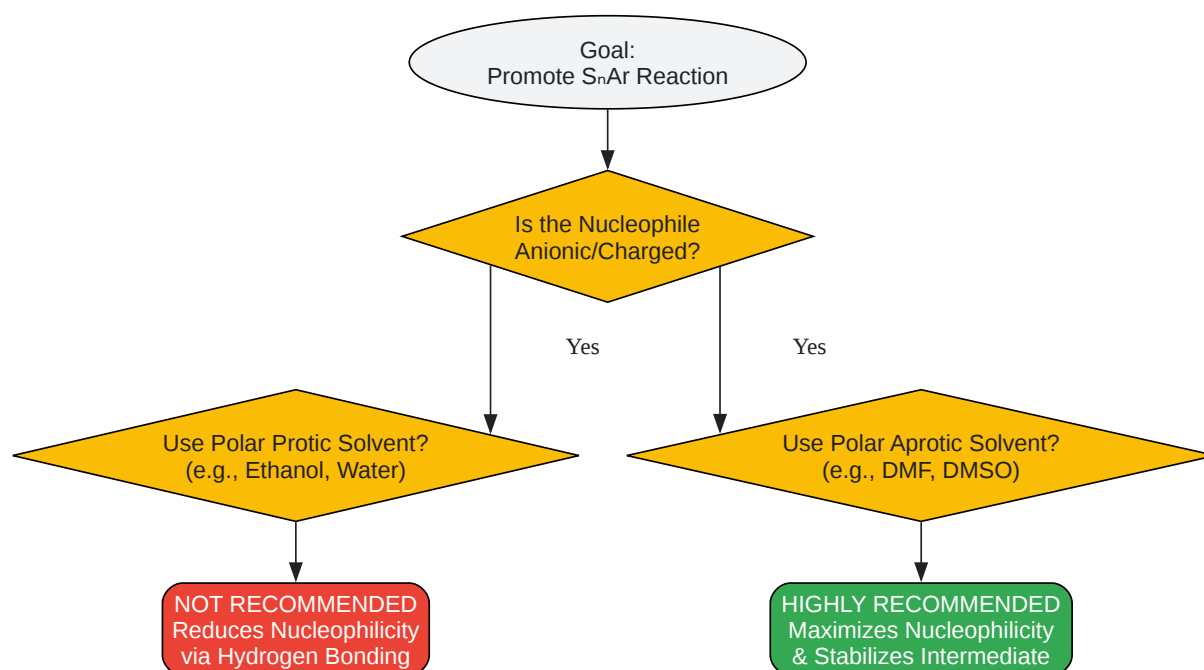 Goal:
Promote SₙAr Reaction
Is the Nucleophile
Anionic/Charged?
Yes
Yes
Use Polar Protic Solvent?
(e.g., Ethanol, Water)
Use Polar Aprotic Solvent?
(e.g., DMF, DMSO)
NOT RECOMMENDED
Reduces Nucleophilicity
via Hydrogen Bonding
HIGHLY RECOMMENDED
Maximizes Nucleophilicity
& Stabilizes Intermediate